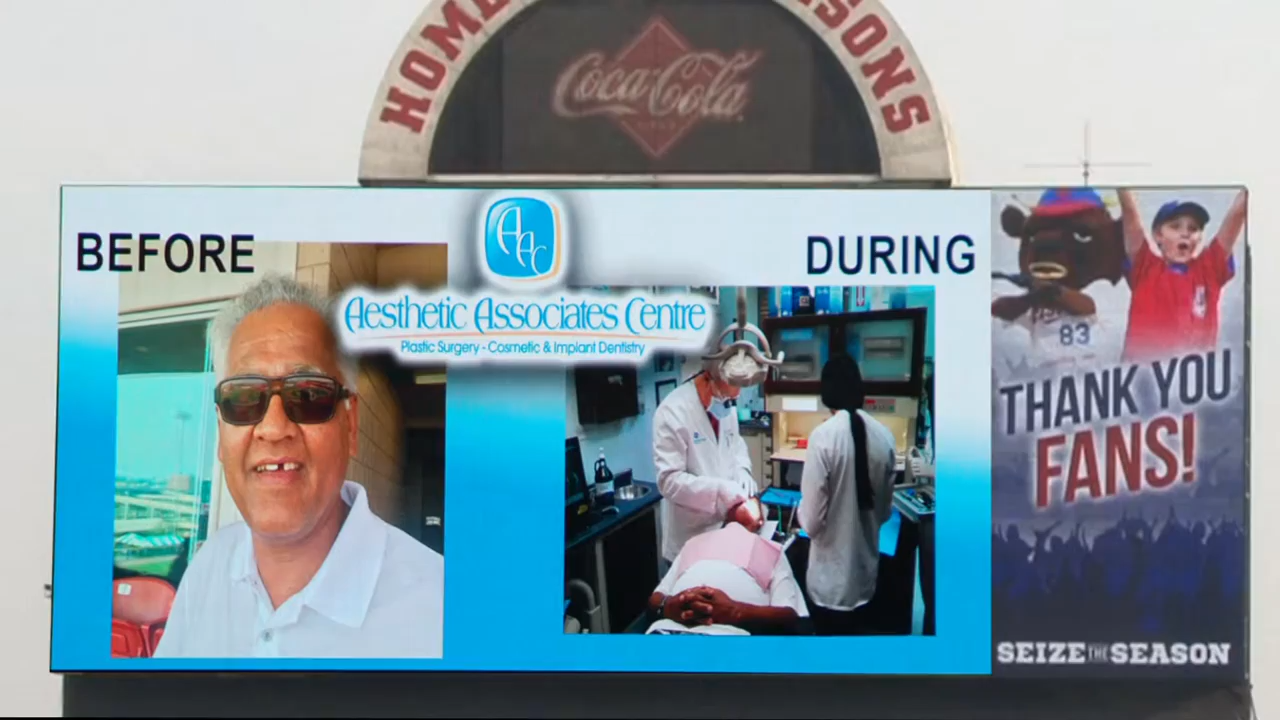 HOME
SONS
Coca-Cola
AAC
BEFORE
DURING
Aesthetic Associates Centre
Plastic Surgery - Cosmetic & Implant Dentistry
83
THANK YOU
FANS!
SEIZE THE SEASON